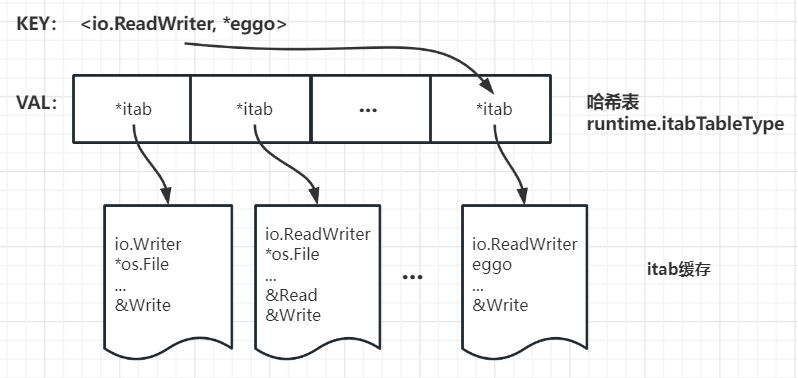 KEY: <io.ReadWriter, *eggo>
VAL:
*itab
*itab
...
*itab
哈希表
runtime.itabTableType
io.Writer
*os.File
...
&Write
io.ReadWriter
*os.File
...
&Read
&Write
...
io.ReadWriter
eggo
...
&Write
itab缓存